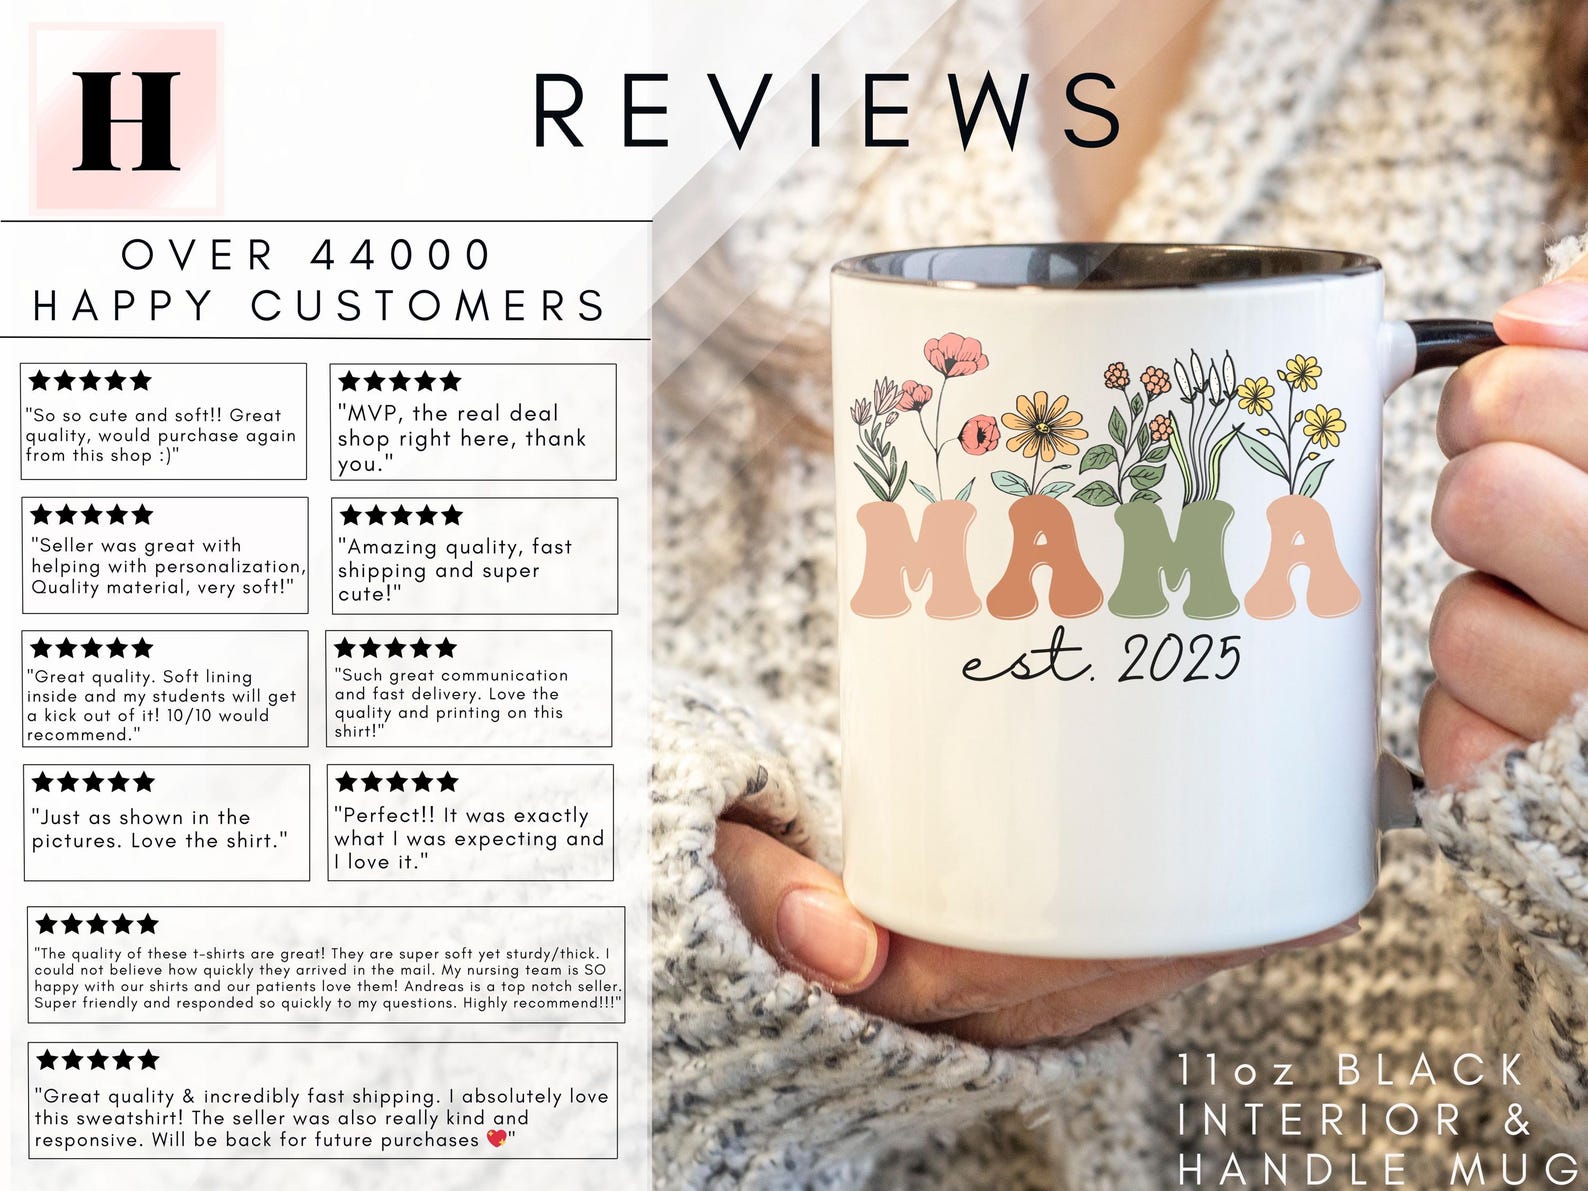 H
REVIEWS
OVER 44000
HAPPY CUSTOMERS
★★★★★
"So so cute and soft!! Great
quality, would purchase again
from this shop :)"
★★★★★
"MVP, the real deal
shop right here, thank
you."
★★★★★
"Seller was great with
helping with personalization,
Quality material, very soft!"
★★★★★
"Amazing quality, fast
shipping and super
cute!"
★★★★★
"Great quality. Soft lining
inside and my students will get
a kick out of it! 10/10 would
recommend."
★★★★★
"Such great communication
and fast delivery. Love the
quality and printing on this
shirt!"
★★★★★
"Just as shown in the
pictures. Love the shirt."
★★★★★
"Perfect!! It was exactly
what I was expecting and
I love it."
★★★★★
"The quality of these t-shirts are great! They are super soft yet sturdy/thick. I
could not believe how quickly they arrived in the mail. My nursing team is SO
happy with our shirts and our patients love them! Andreas is a top notch seller.
Super friendly and responded so quickly to my questions. Highly recommend!!!"
★★★★★
"Great quality & incredibly fast shipping. I absolutely love
this sweatshirt! The seller was also really kind and
responsive. Will be back for future purchases 💖"
MAMA
est. 2025
11oz BLACK
INTERIOR &
HANDLE MUG